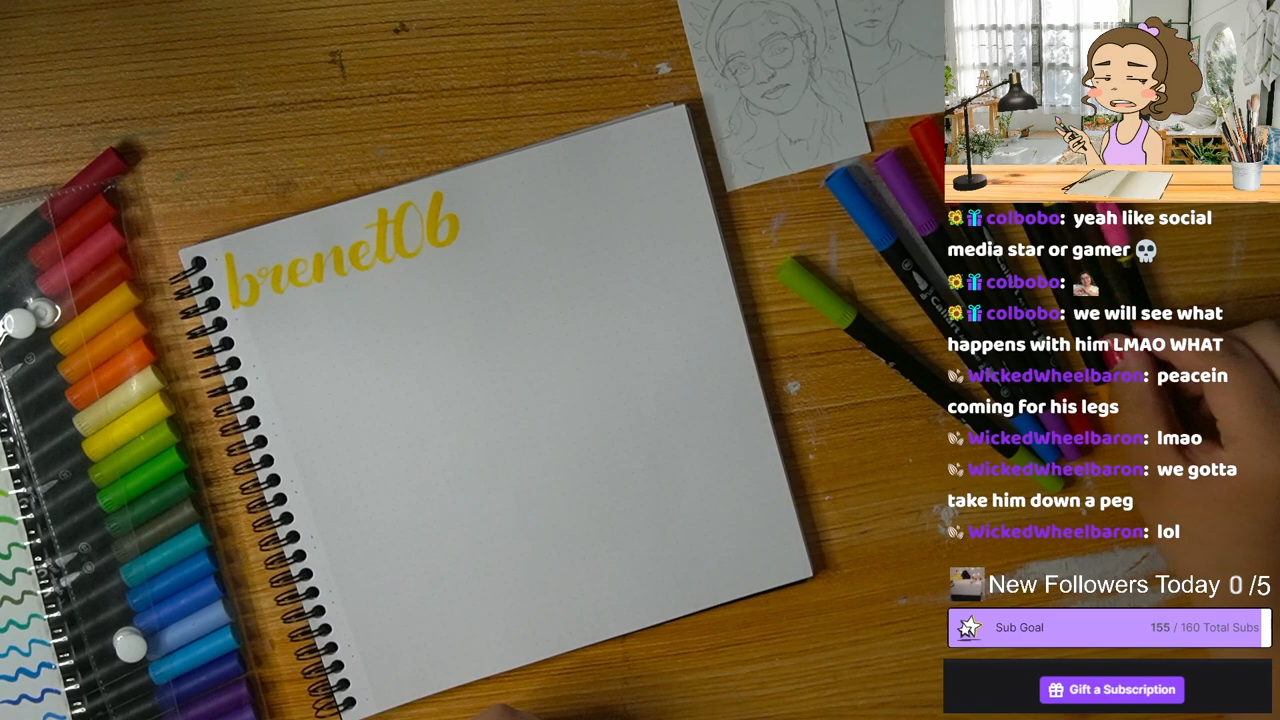 brenet06
colbobo: yeah like social
media star or gamer 💀
colbobo:
colbobo: we will see what
happens with him LMAO WHAT
WickedWheelbaron: peacein
coming for his legs
WickedWheelbaron: lmao
WickedWheelbaron: we gotta
take him down a peg
WickedWheelbaron: lol
New Followers Today 0 /5
Sub Goal 155 / 160 Total Subs
Gift a Subscription